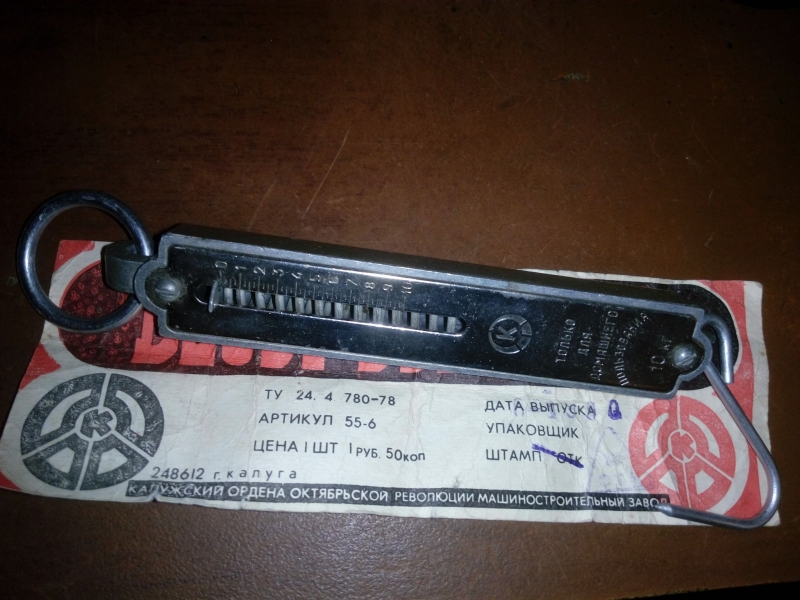 0 1 2 3 4 5 6 7 8 9 10
К
ТОЛЬКО
ДЛЯ
ДОМАШНЕГО
ПОЛЬЗОВАНИЯ
10 КГ
ТУ 24. 4 780-78
АРТИКУЛ 55-6
ЦЕНА 1 ШТ 1 РУБ. 50 КОП
ДАТА ВЫПУСКА
УПАКОВЩИК
ШТАМП ОТК
К
248612 г. калуга
К
КАЛУЖСКИЙ ОРДЕНА ОКТЯБРЬСКОЙ РЕВОЛЮЦИИ МАШИНОСТРОИТЕЛЬНЫЙ ЗАВОД